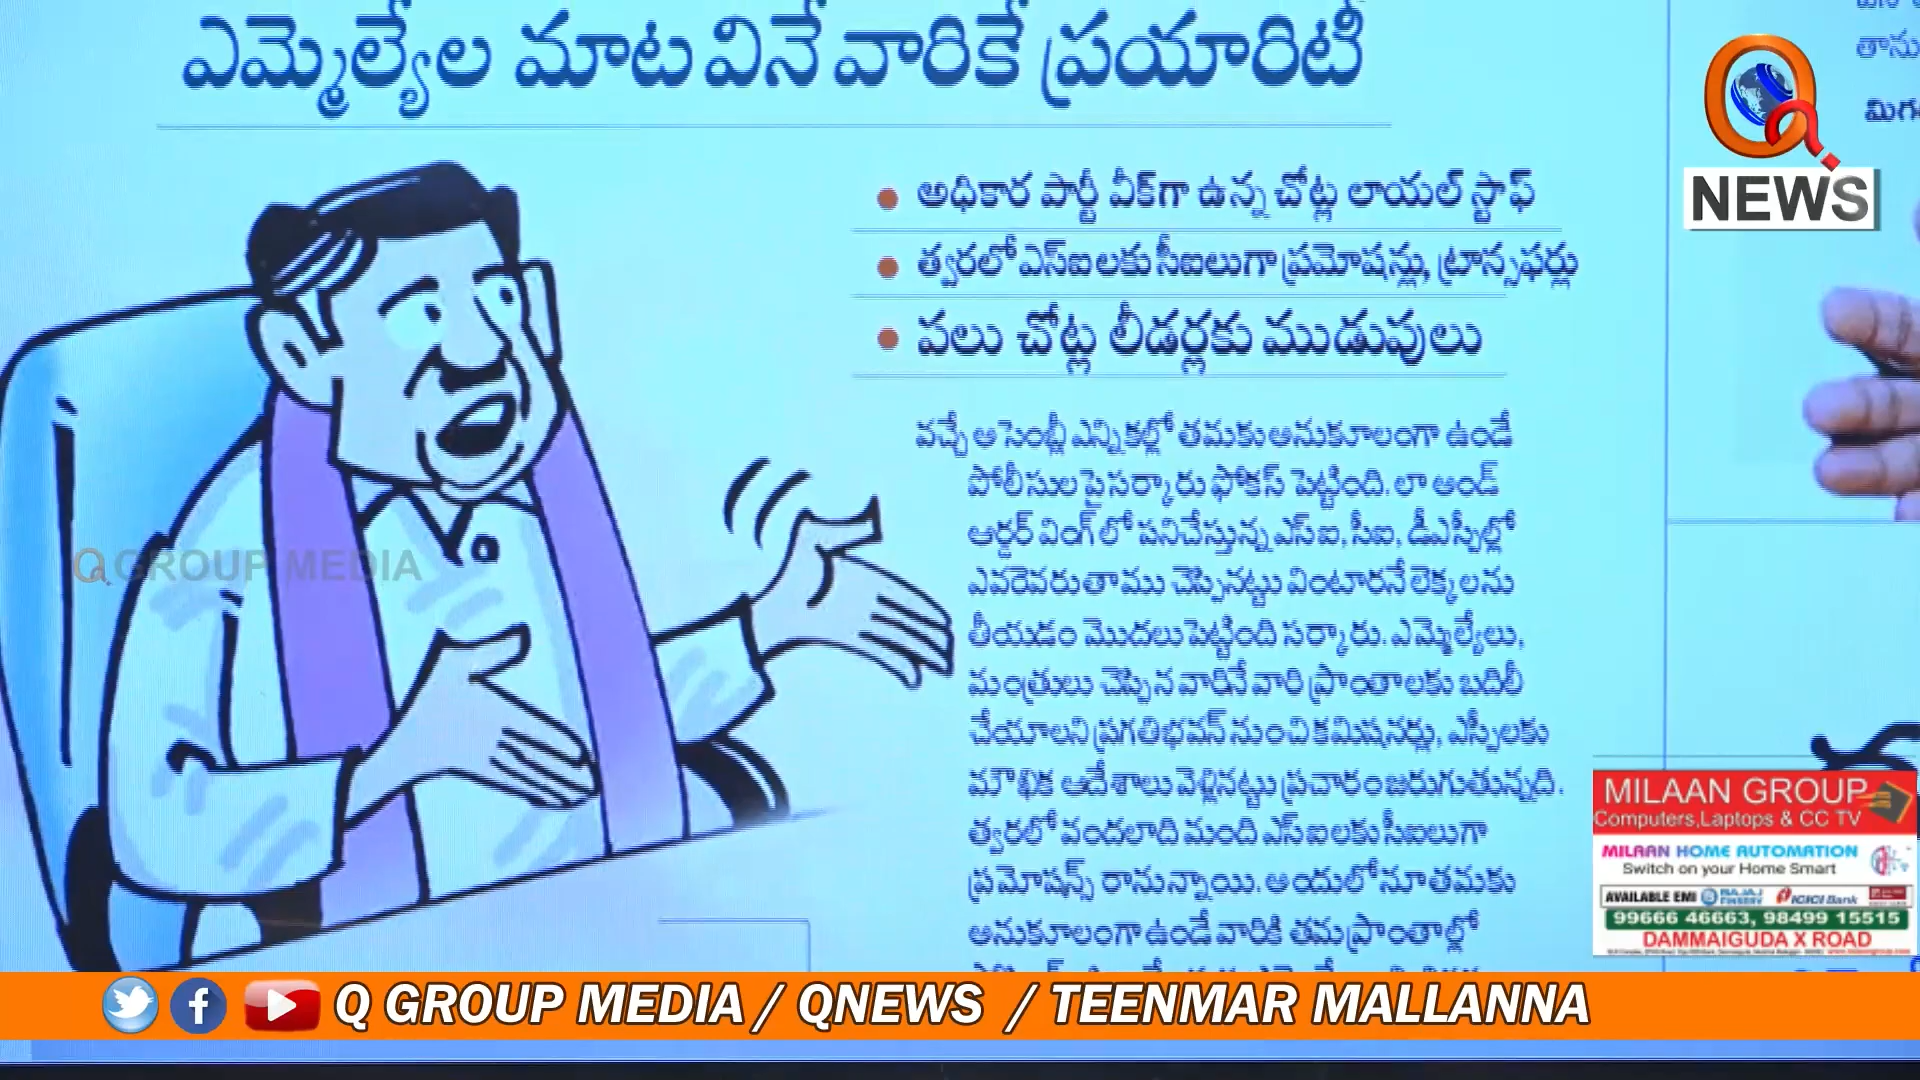 ఎమ్మెల్యేల మాట వినే వారికే ప్రయారిటీ
తాను
మిగ
NEWS
• అధికార పార్టీ వీక్‌గా ఉన్న చోట్ల లాయల్ స్టాఫ్
• త్వరలో ఎస్ఐలకు సీఐలుగా ప్రమోషన్లు, ట్రాన్స్ఫర్లు
• పలు చోట్ల లీడర్లకు ముడుపులు
వచ్చే అసెంబ్లీ ఎన్నికల్లో తమకు అనుకూలంగా ఉండే
పోలీసులపై సర్కారు ఫోకస్ పెట్టింది. లా అండ్
ఆర్డర్ వింగ్‌లో పనిచేస్తున్న ఎస్ఐ, సీఐ, డీఎస్పీల్లో
ఎవరెవరు తాము చెప్పినట్టు వింటారనే లెక్కలను
తీయడం మొదలు పెట్టింది సర్కారు. ఎమ్మెల్యేలు,
మంత్రులు చెప్పిన వారినే వారి ప్రాంతాలకు బదిలీ
చేయాలని ప్రగతిభవన్ నుంచి కమిషనర్లు, ఎస్పీలకు
మౌఖిక ఆదేశాలు వెళ్లినట్టు ప్రచారం జరుగుతున్నది.
త్వరలో వందలాది మంది ఎస్ఐలకు సీఐలుగా
ప్రమోషన్స్ రానున్నాయి. అయలోనూ తమకు
అనుకూలంగా ఉండే వారికి తమ ప్రాంతాల్లో
Q GROUP MEDIA
MILAAN GROUP
Computers,Laptops & CC TV
MILAAN HOME AUTOMATION
Switch on your Home Smart
AVAILABLE EMI BAJAJ FINSERV ICICI Bank
99666 46663, 98499 15515
DAMMAIGUDA X ROAD
Q GROUP MEDIA / QNEWS / TEENMAR MALLANNA